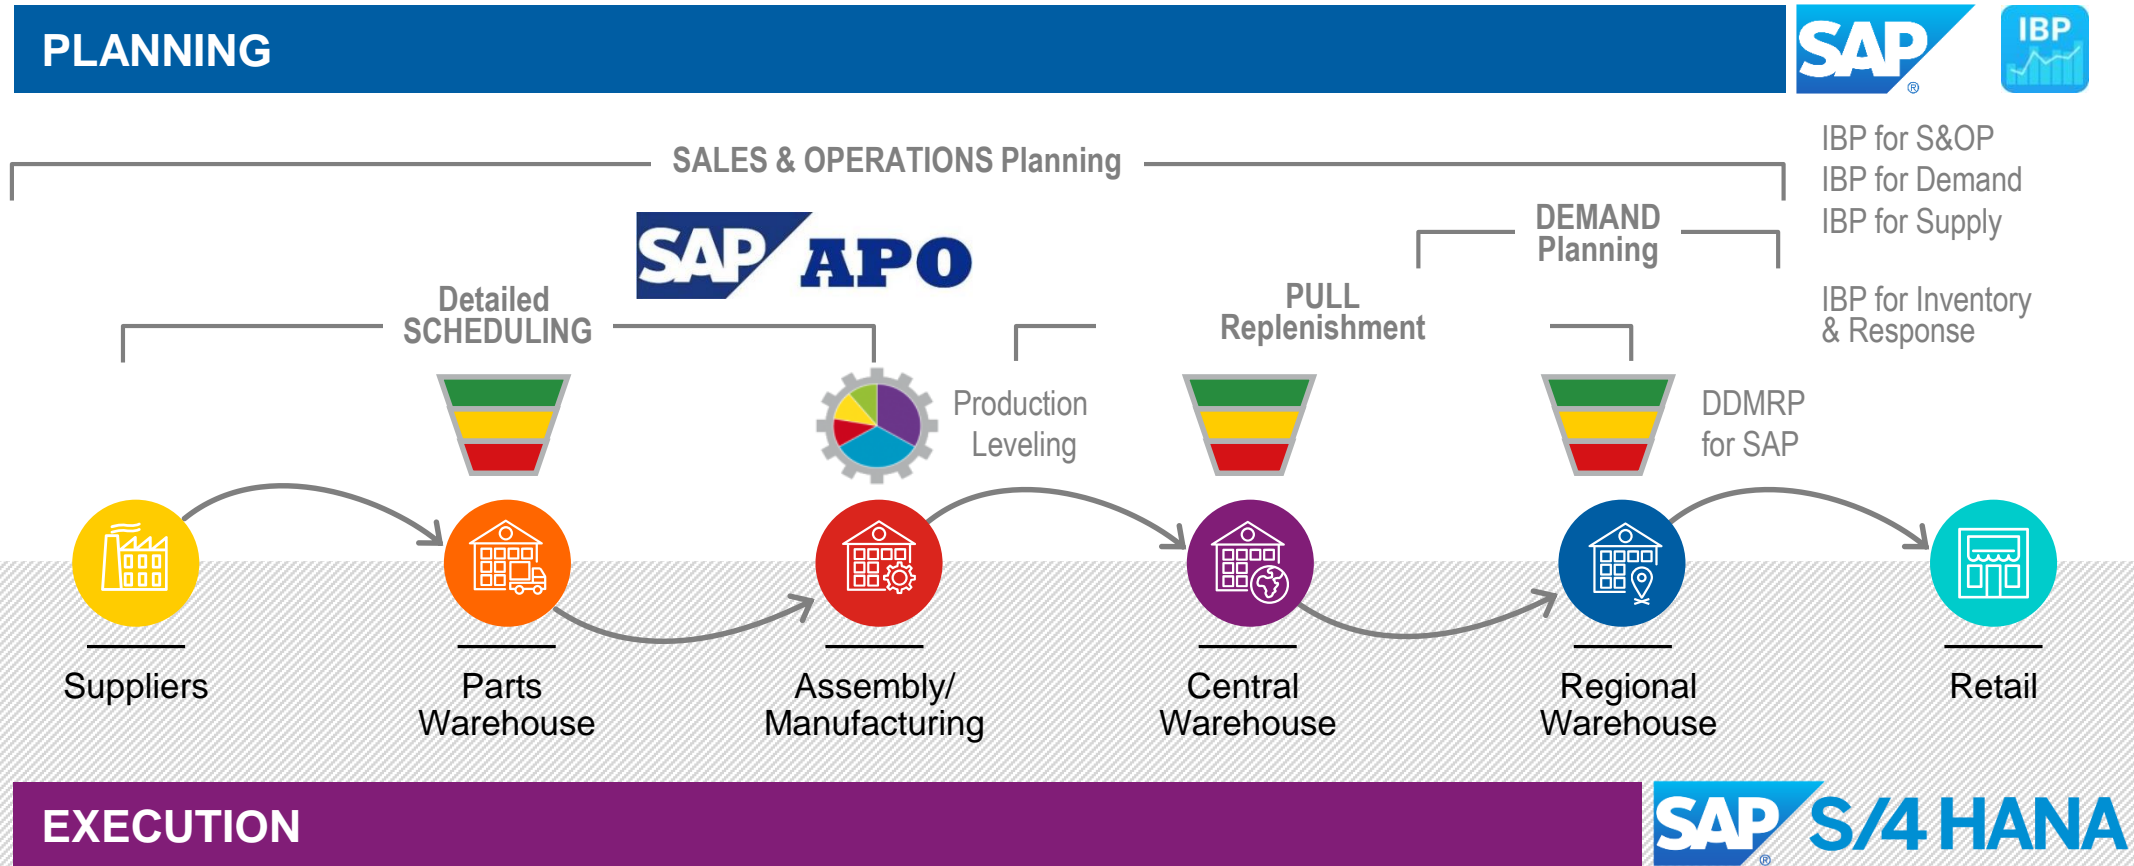 PLANNING
SAP
®
IBP
SALES & OPERATIONS Planning
IBP for S&OP
IBP for Demand
IBP for Supply
IBP for Inventory
& Response
SAP APO
DEMAND
Planning
Detailed
SCHEDULING
PULL
Replenishment
Production
Leveling
DDMRP
for SAP
Suppliers
Parts
Warehouse
Assembly/
Manufacturing
Central
Warehouse
Regional
Warehouse
Retail
EXECUTION
SAP S/4 HANA
®